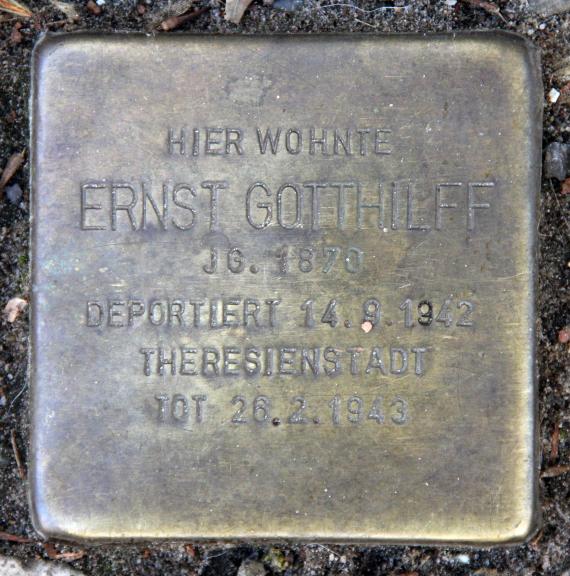 HIER WOHNTE
ERNST GOTTHILFF
JG. 1870
DEPORTIERT 14.9.1942
THERESIENSTADT
TOT 26.2.1943